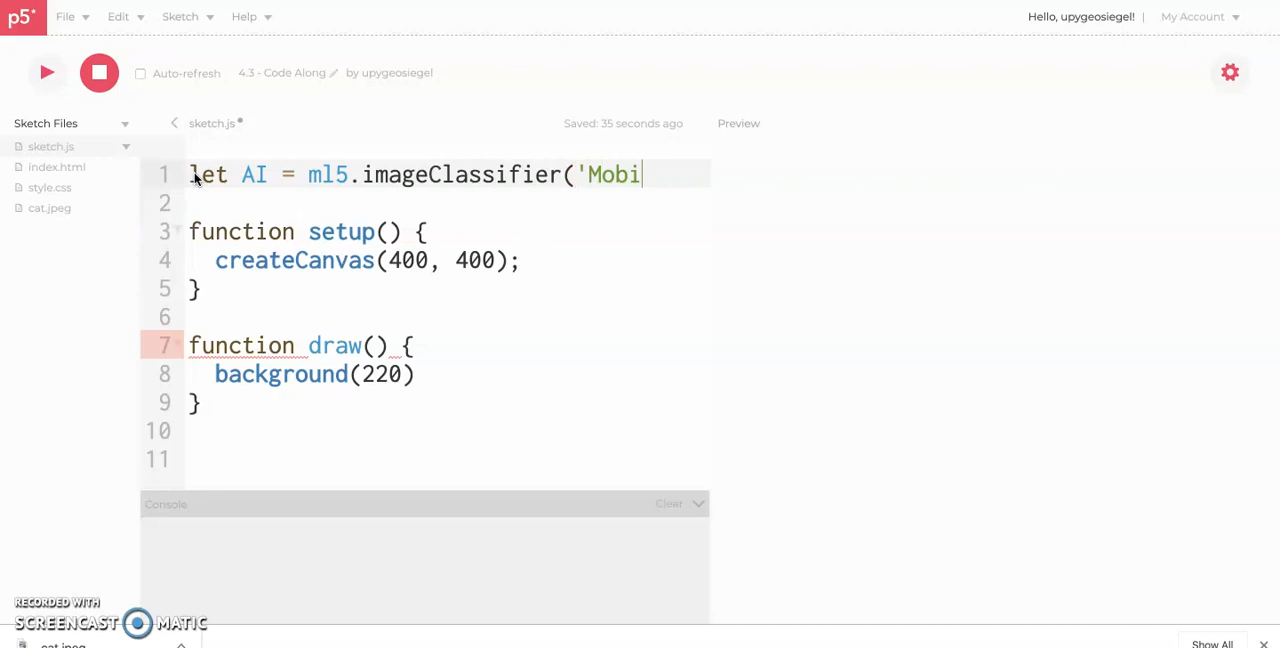 p5* File Edit Sketch Help Hello, upygeosiegel! | My Account
Auto-refresh 4.3 - Code Along by upygeosiegel
Sketch Files sketch.js Saved: 35 seconds ago Preview
sketch.js
index.html
style.css
cat.jpeg
1 let AI = ml5.imageClassifier('Mobi
2
3 function setup() {
4 createCanvas(400, 400);
5 }
6
7 function draw() {
8 background(220)
9 }
10
11
Console Clear
RECORDED WITH
SCREENCAST MATIC
cat.jpeg Show All